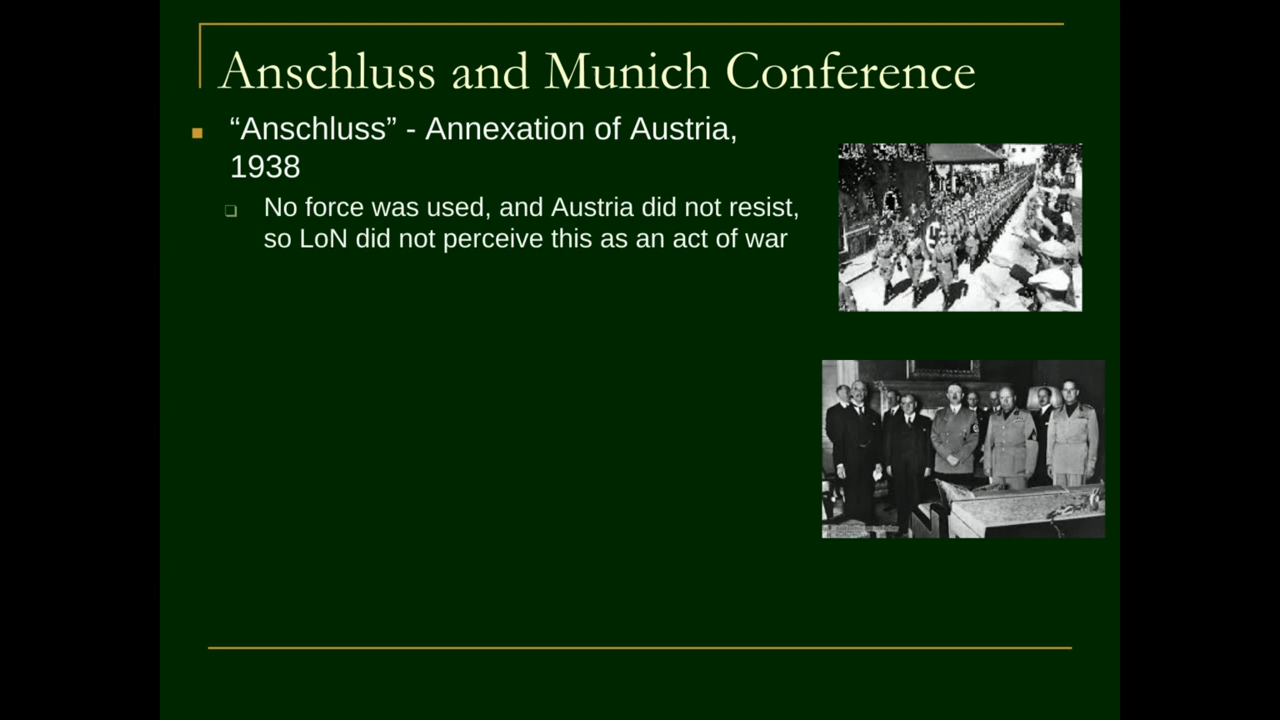 Anschluss and Munich Conference
“Anschluss” - Annexation of Austria,
1938
No force was used, and Austria did not resist,
so LoN did not perceive this as an act of war